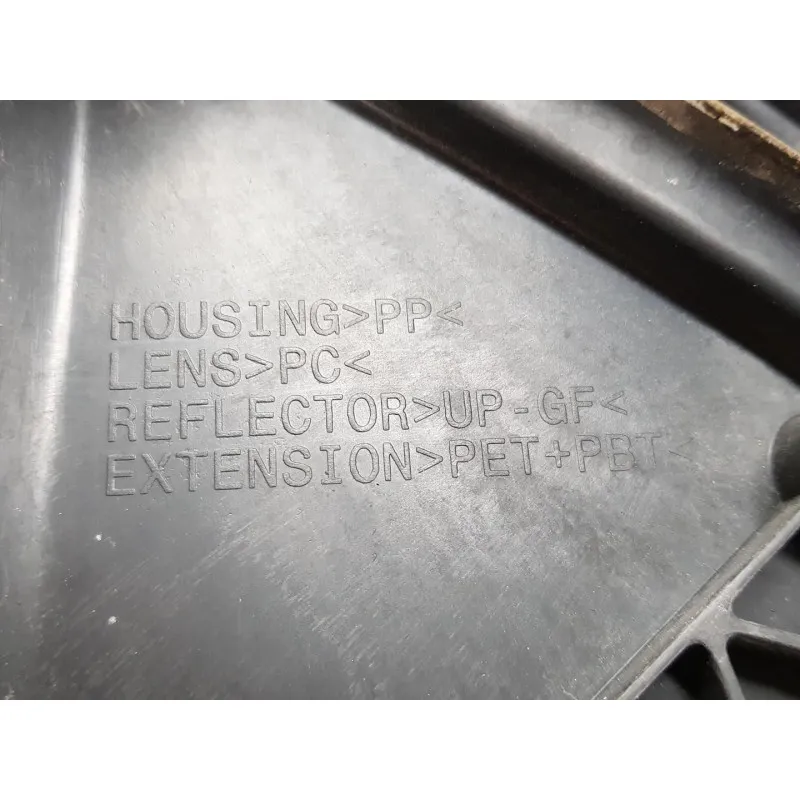 HOUSING>PP<
LENS>PC<
REFLECTOR>UP-GF<
EXTENSION>PET+PBT<